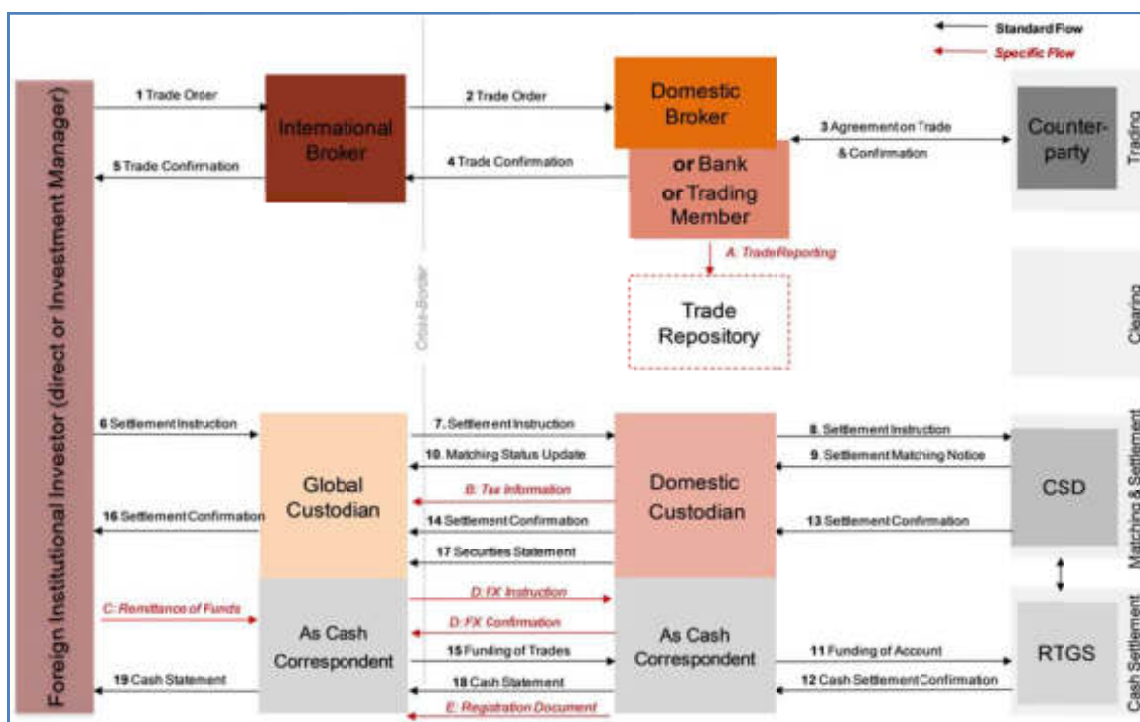 Standard Flow
Specific Flow
Foreign Institutional Investor (direct or Investment Manager)
1 Trade Order
International
Broker
2 Trade Order
Domestic
Broker
or Bank
or Trading
Member
3 Agreement on Trade
& Confirmation
Counter-
party
Trading
5 Trade Confirmation
4 Trade Confirmation
A: TradeReporting
Trade
Repository
Cross-Border
Clearing
6 Settlement Instruction
7. Settlement Instruction
8. Settlement Instruction
10. Matching Status Update
9. Settlement Matching Notice
Global
Custodian
B: Tax Information
Domestic
Custodian
CSD
16 Settlement Confirmation
14 Settlement Confirmation
13 Settlement Confirmation
17 Securities Statement
Matching & Settlement
C: Remittance of Funds
D: FX Instruction
D: FX Confirmation
As Cash
Correspondent
As Cash
Correspondent
15 Funding of Trades
11 Funding of Account
RTGS
19 Cash Statement
18 Cash Statement
12 Cash Settlement Confirmation
E: Registration Document
Cash Settlement